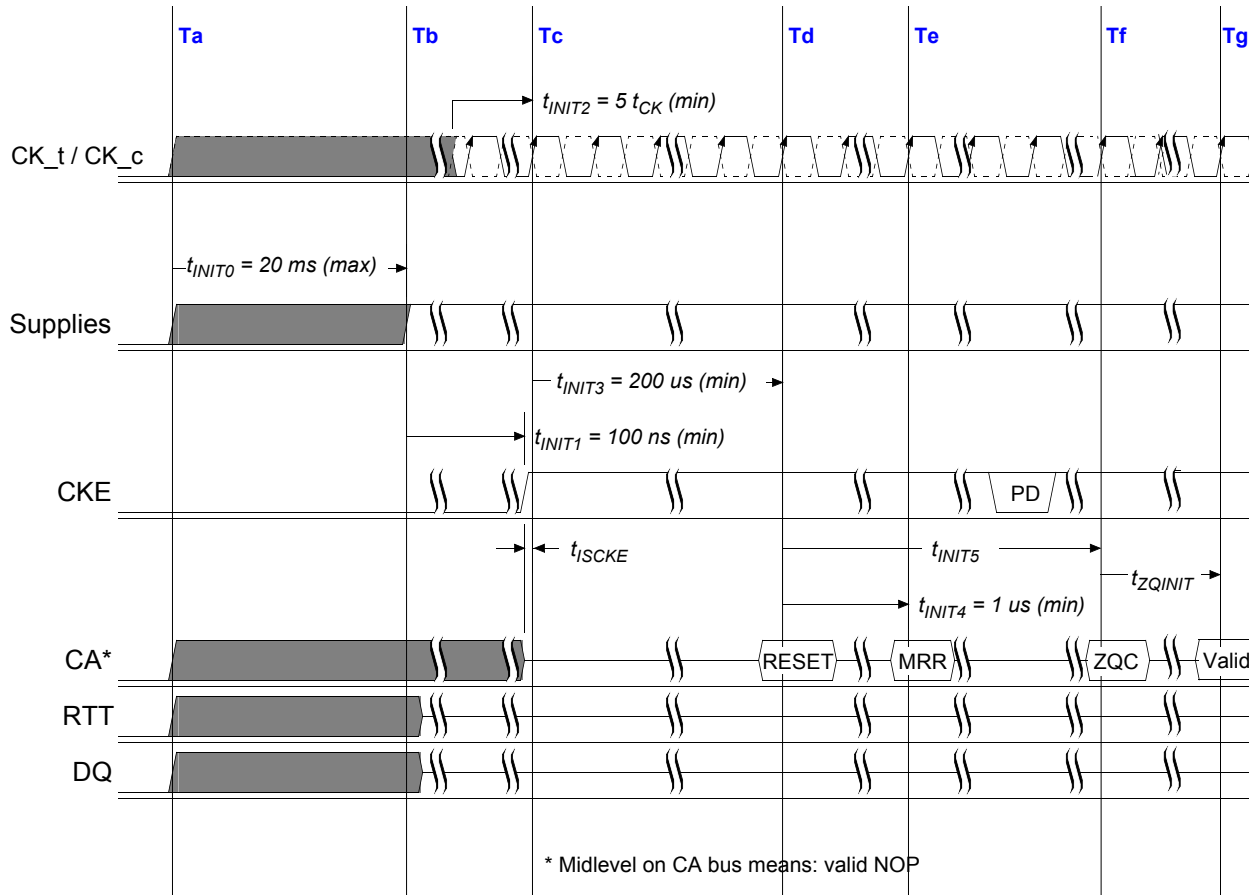 Ta Tb Tc Td Te Tf Tg
tINIT2 = 5 tCK (min)
CK_t / CK_c
tINIT0 = 20 ms (max)
Supplies
tINIT3 = 200 us (min)
tINIT1 = 100 ns (min)
CKE
PD
tISCKE
tINIT5
tZQINIT
tINIT4 = 1 us (min)
CA*
RESET MRR ZQC Valid
RTT
DQ
* Midlevel on CA bus means: valid NOP